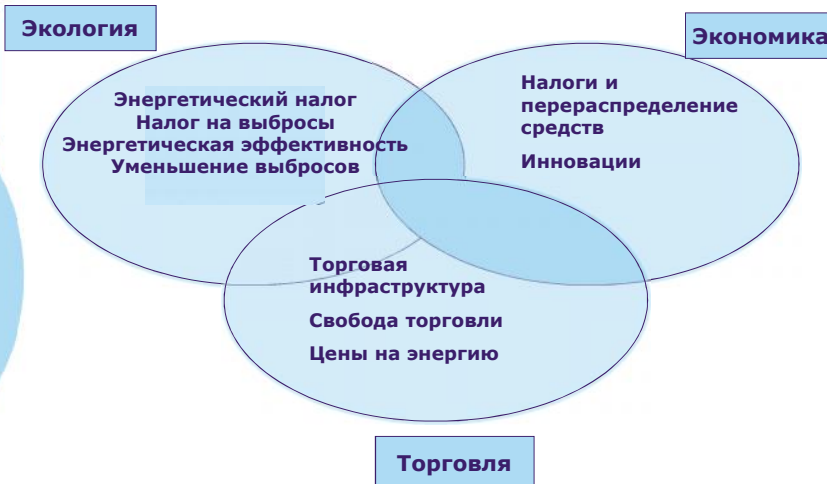 Экология
Экономика
Энергетический налог
Налог на выбросы
Энергетическая эффективность
Уменьшение выбросов
Налоги и
перераспределение
средств
Инновации
Торговая
инфраструктура
Свобода торговли
Цены на энергию
Торговля